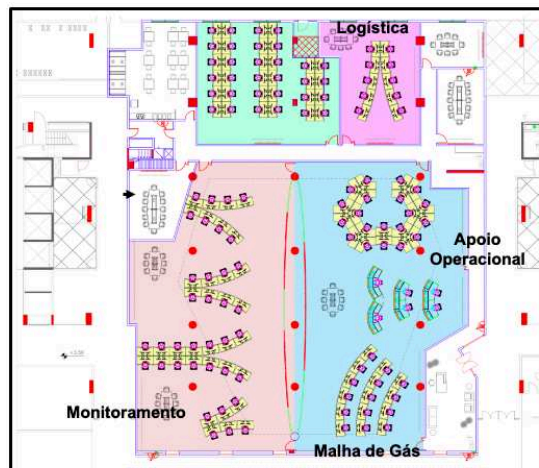 Logística
Apoio
Operacional
Monitoramento
Malha de Gás